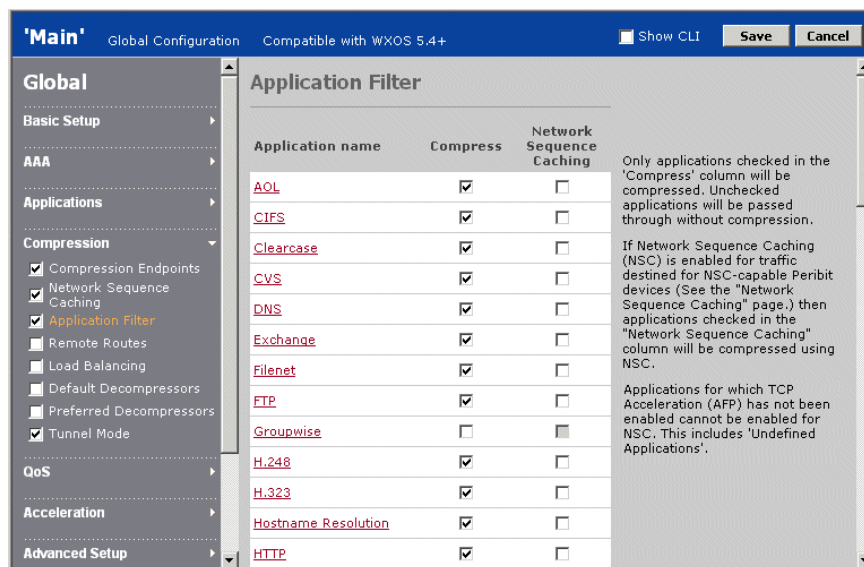 'Main' Global Configuration Compatible with WXOS 5.4+ Show CLI Save Cancel
Global
Basic Setup
AAA
Applications
Compression
Compression Endpoints
Network Sequence
Caching
Application Filter
Remote Routes
Load Balancing
Default Decompressors
Preferred Decompressors
Tunnel Mode
QoS
Acceleration
Advanced Setup
Application Filter
Application name Compress Network
Sequence
Caching
AOL
CIFS
Clearcase
CVS
DNS
Exchange
Filenet
FTP
Groupwise
H.248
H.323
Hostname Resolution
HTTP
Only applications checked in the
'Compress' column will be
compressed. Unchecked
applications will be passed
through without compression.
If Network Sequence Caching
(NSC) is enabled for traffic
destined for NSC-capable Peribit
devices (See the "Network
Sequence Caching" page.) then
applications checked in the
"Network Sequence Caching"
column will be compressed using
NSC.
Applications for which TCP
Acceleration (AFP) has not been
enabled cannot be enabled for
NSC. This includes 'Undefined
Applications'.